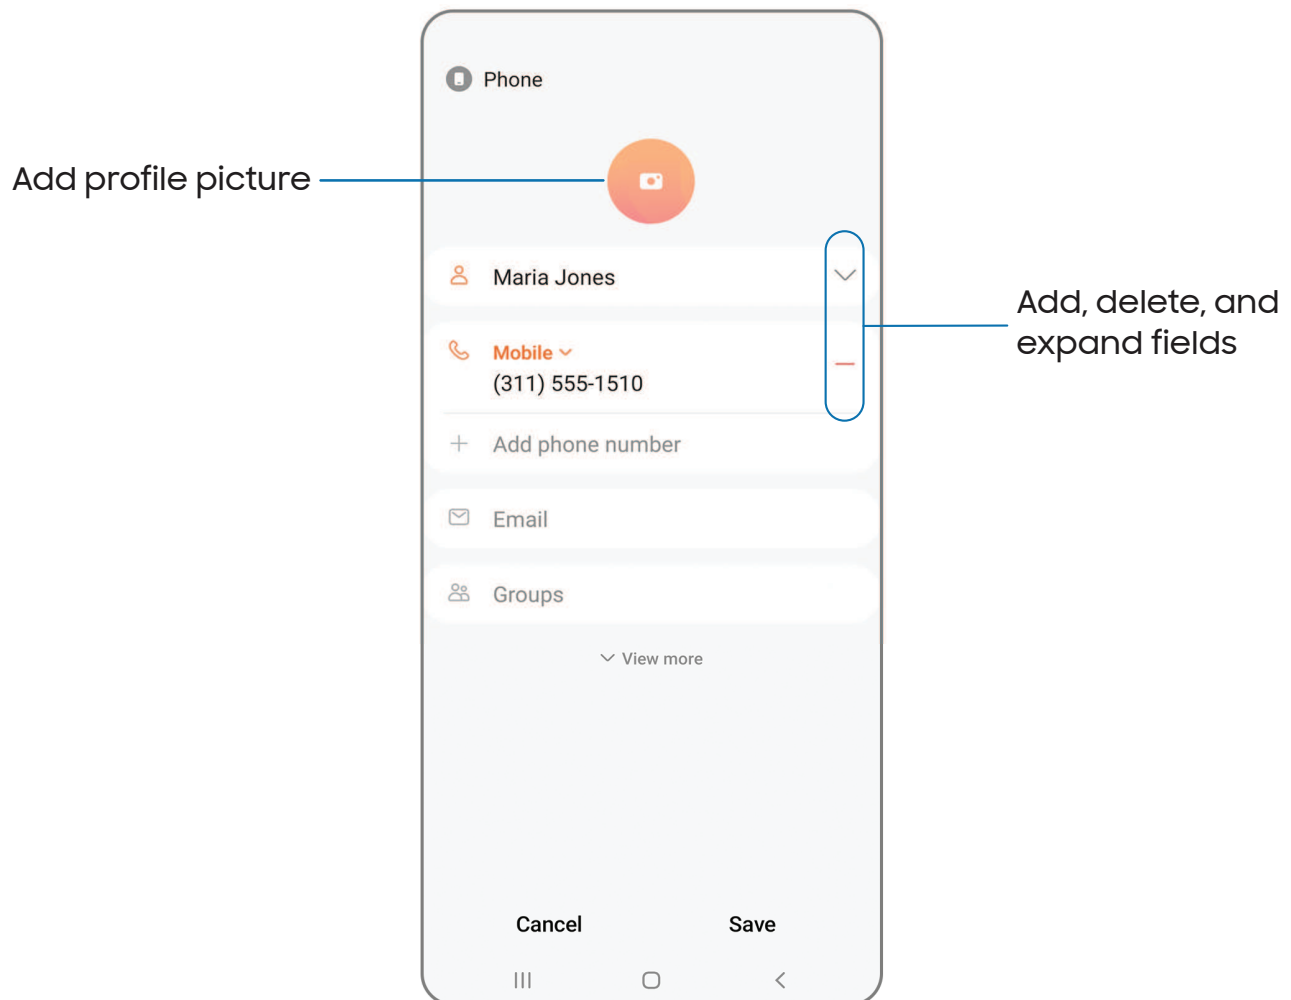 Phone
Add profile picture
Maria Jones
Add, delete, and
expand fields
Mobile
(311) 555-1510
Add phone number
Email
Groups
View more
Cancel
Save